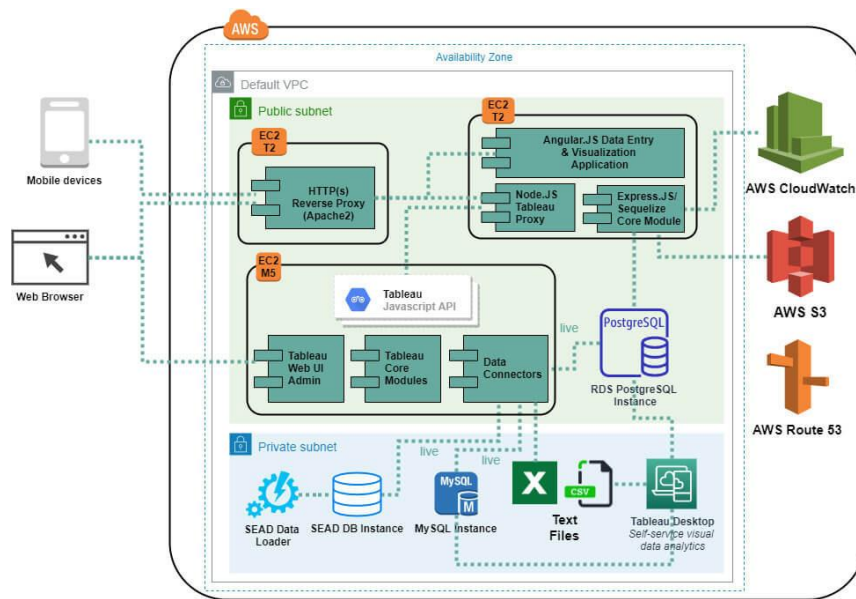 AWS
Availability Zone
Default VPC
Public subnet
EC2
T2
HTTP(s)
Reverse Proxy
(Apache2)
EC2
T2
Angular.JS Data Entry
& Visualization
Application
Node.JS
Tableau
Proxy
Express.JS/
Sequelize
Core Module
Mobile devices
Web Browser
AWS CloudWatch
AWS S3
AWS Route 53
EC2
M5
Tableau
Javascript API
Tableau
Web UI
Admin
Tableau
Core
Modules
Data
Connectors
live
PostgreSQL
RDS PostgreSQL
Instance
Private subnet
live
live
SEAD Data
Loader
SEAD DB Instance
MySQL
M
MySQL Instance
X
CSV
Text
Files
Tableau Desktop
Self-service visual
data analytics